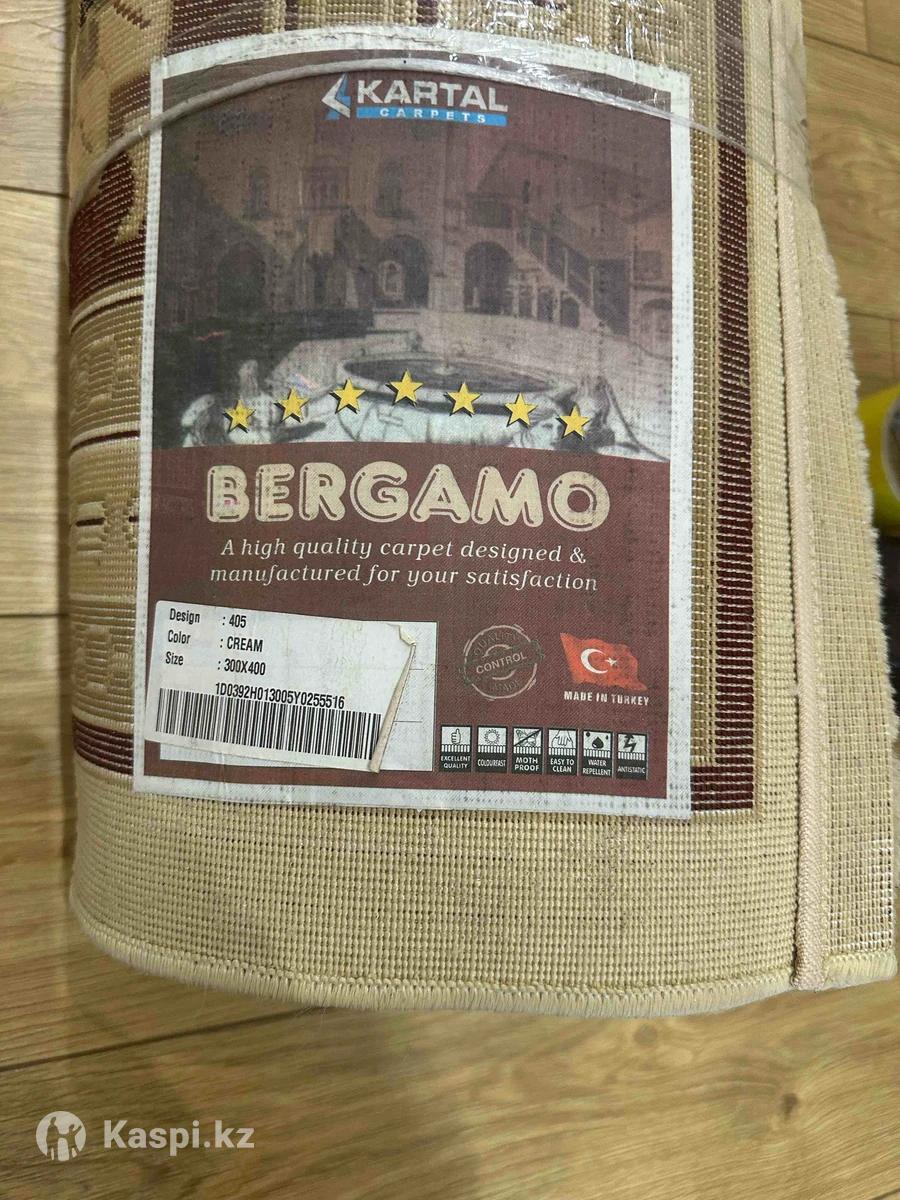 KARTAL
CARPETS
BERGAMO
A high quality carpet designed &
manufactured for your satisfaction
Design : 405
Color : CREAM
Size : 300X400
1D0392H013005Y0255516
QUALITY
CONTROL
MADE IN TURKEY
EXCELLENT QUALITY
COLOURFAST
MOTH PROOF
EASY TO CLEAN
WATER REPELLENT
ANTISTATIC
Kaspi.kz